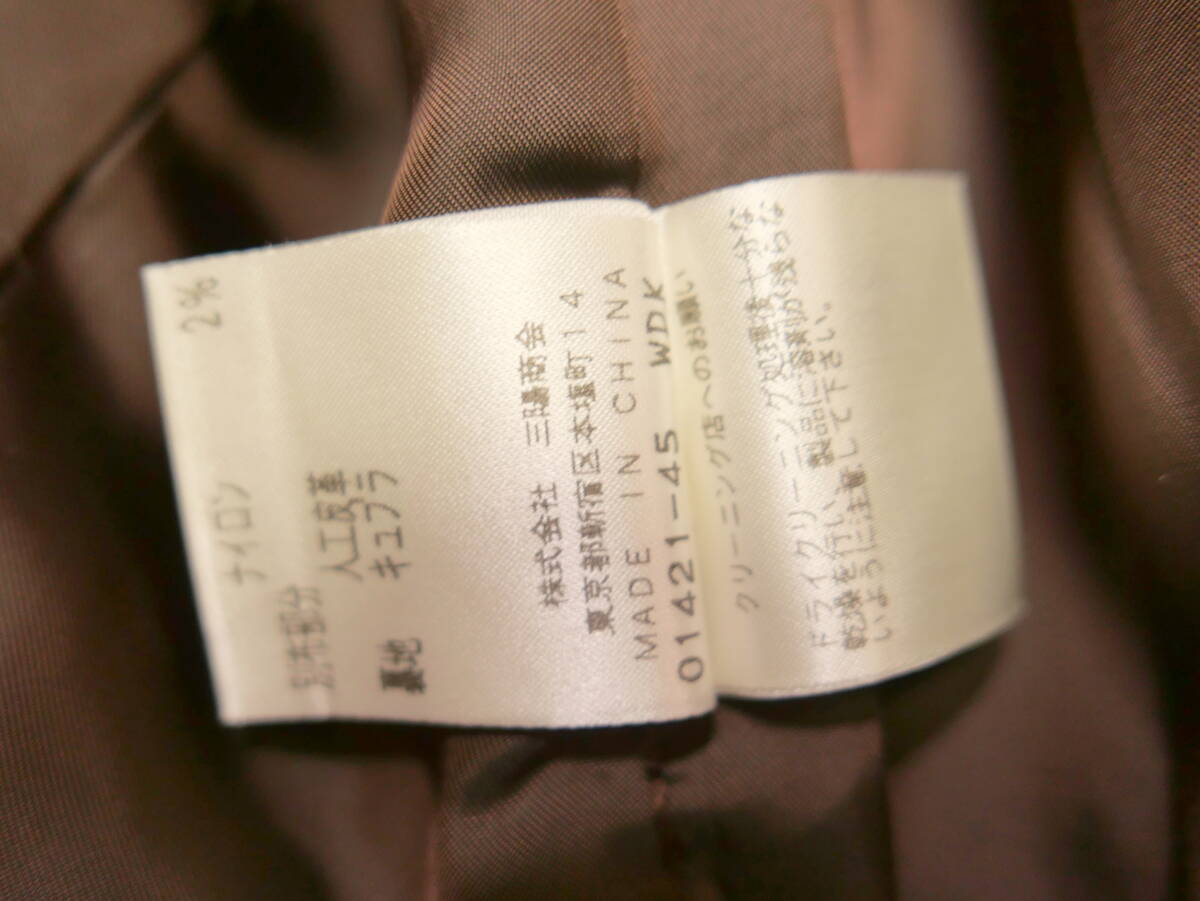 ナイロン 2%
別布部分
人工皮革
裏地 キュプラ
株式会社 三陽商会
東京都新宿区本塩町14
MADE IN CHINA
01421-45 WDK
クリーニング店へのお願い
ドライクリーニング処理後十分な
乾燥を行い、製品に溶剤が残らな
いように注意して下さい。